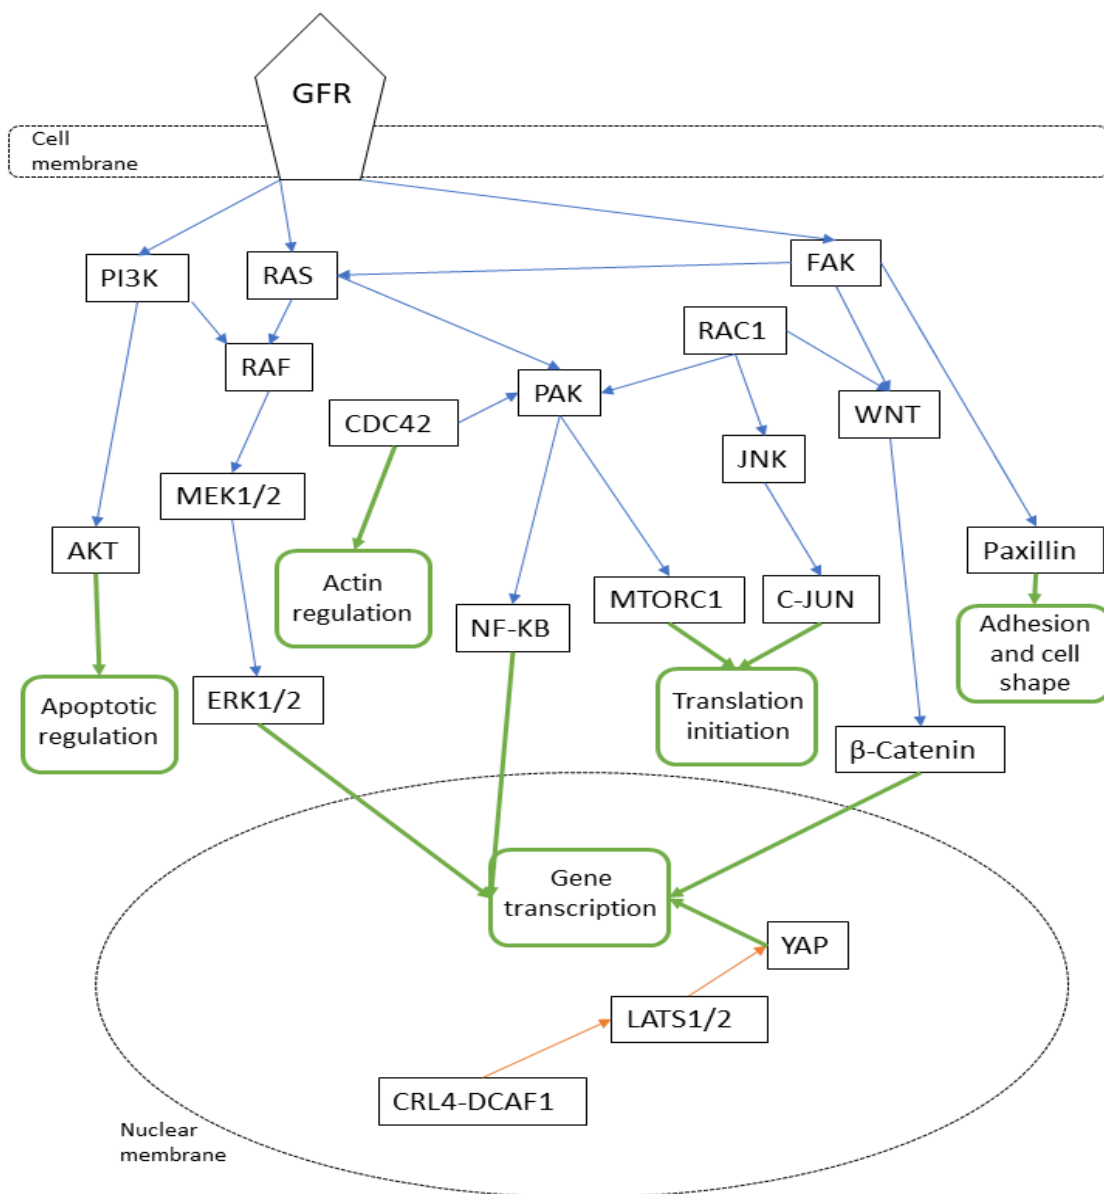 GFR
Cell
membrane
PI3K
RAS
FAK
RAF
RAC1
PAK
WNT
CDC42
JNK
MEK1/2
AKT
Paxillin
Actin
regulation
MTORC1
C-JUN
NF-KB
Adhesion
and cell
shape
Apoptotic
regulation
ERK1/2
Translation
initiation
β-Catenin
Gene
transcription
YAP
LATS1/2
CRL4-DCAF1
Nuclear
membrane